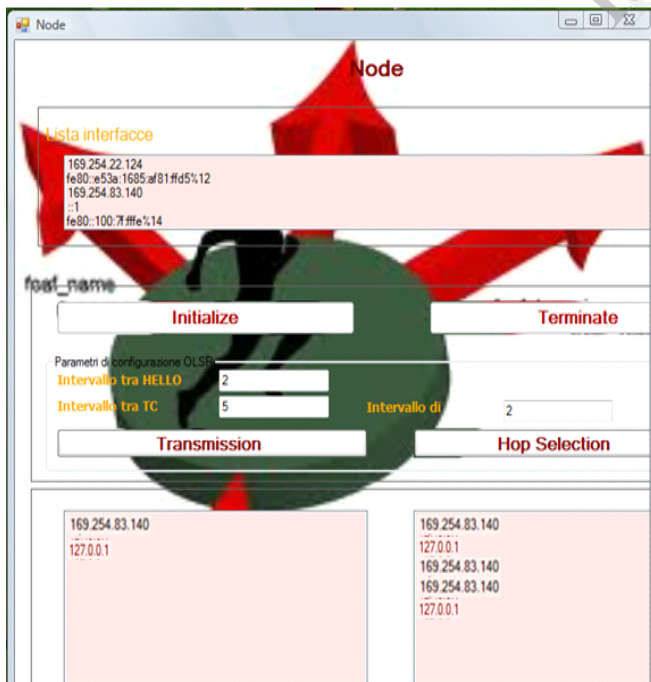 Node
Node
Lista interfacce
169.254.22.124
fe80::e53a:1685:af81:ffd5%12
169.254.83.140
::1
fe80::100:7f:fffe%14
foaf_name
Initialize
Terminate
Parametri di configurazione OLSR
Intervallo tra HELLO 2
Intervallo tra TC 5 Intervallo di 2
Transmission
Hop Selection
169.254.83.140
127.0.0.1
169.254.83.140
127.0.0.1
169.254.83.140
169.254.83.140
127.0.0.1